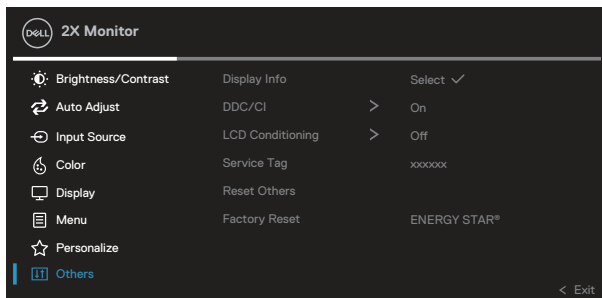 DELL 2X Monitor
Brightness/Contrast Display Info Select ✓
Auto Adjust DDC/CI > On
Input Source LCD Conditioning > Off
Color Service Tag xxxxxx
Display Reset Others
Menu Factory Reset ENERGY STAR®
Personalize
Others
< Exit